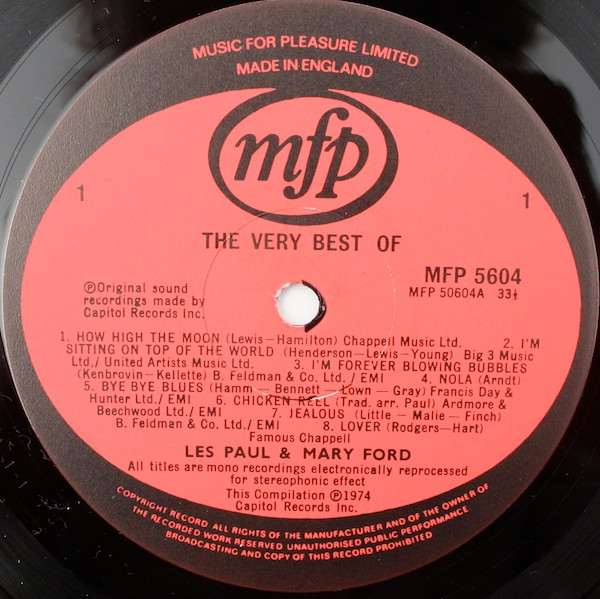 MUSIC FOR PLEASURE LIMITED
MADE IN ENGLAND
mfp
1
1
THE VERY BEST OF
MFP 5604
MFP 50604A 33⅓
℗Original sound
recordings made by
Capitol Records Inc.
1. HOW HIGH THE MOON (Lewis–Hamilton) Chappell Music Ltd. 2. I'M
SITTING ON TOP OF THE WORLD (Henderson–Lewis–Young) Big 3 Music
Ltd./ United Artists Music Ltd. 3. I'M FOREVER BLOWING BUBBLES
(Kenbrovin–Kellette) B. Feldman & Co. Ltd./ EMI 4. NOLA (Arndt)
5. BYE BYE BLUES (Hamm–Bennett–Lown–Gray) Francis Day &
Hunter Ltd./ EMI 6. CHICKEN REEL (Trad. arr. Paul) Ardmore &
Beechwood Ltd./ EMI 7. JEALOUS (Little – Malie–Finch)
B. Feldman & Co. Ltd./ EMI 8. LOVER (Rodgers–Hart)
Famous Chappell
LES PAUL & MARY FORD
All titles are mono recordings electronically reprocessed
for stereophonic effect
This Compilation ℗1974
Capitol Records Inc.
COPYRIGHT RECORD ALL RIGHTS OF THE MANUFACTURER AND OF THE OWNER OF
THE RECORDED WORK RESERVED UNAUTHORISED PUBLIC PERFORMANCE
BROADCASTING AND COPY OF THIS RECORD PROHIBITED